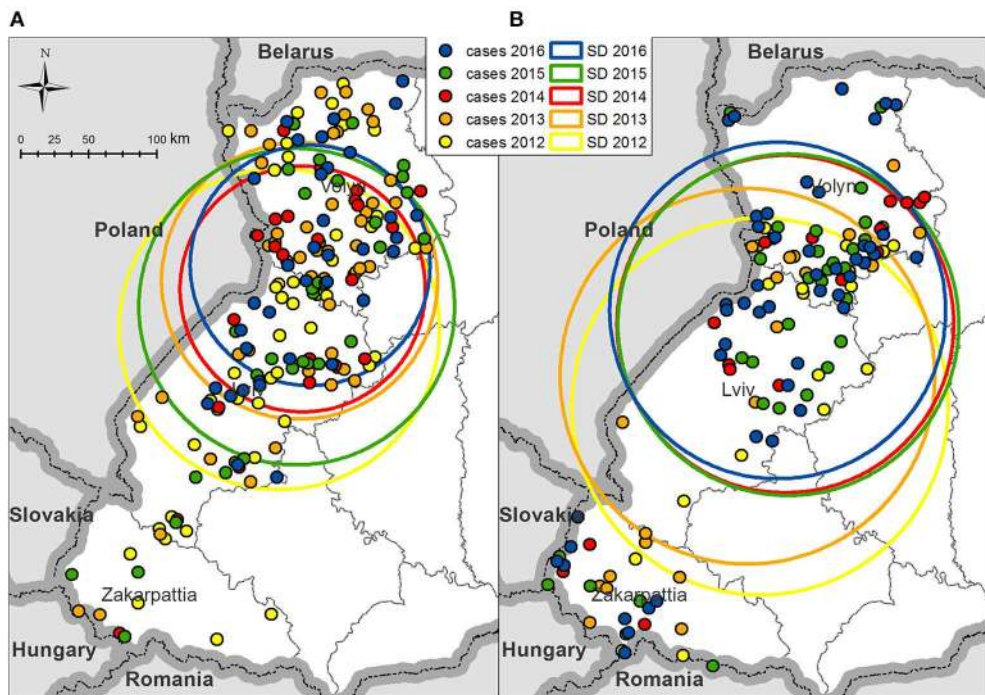 A
B
N
0 25 50 100 km
Belarus
Poland
Volyn
Lviv
Slovakia
Zakarpattia
Hungary
Romania
cases 2016 SD 2016
cases 2015 SD 2015
cases 2014 SD 2014
cases 2013 SD 2013
cases 2012 SD 2012
Belarus
Poland
Volyn
Lviv
Slovakia
Zakarpattia
Hungary
Romania